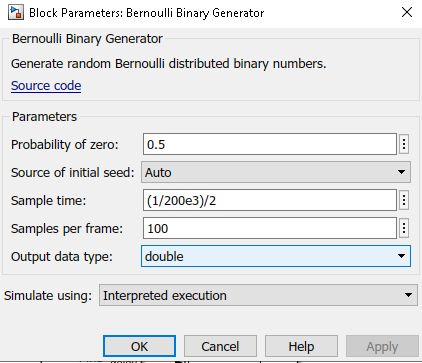 Block Parameters: Bernoulli Binary Generator
Bernoulli Binary Generator
Generate random Bernoulli distributed binary numbers.
Source code
Parameters
Probability of zero: 0.5
Source of initial seed: Auto
Sample time: (1/200e3)/2
Samples per frame: 100
Output data type: double
Simulate using: Interpreted execution
OK Cancel Help Apply